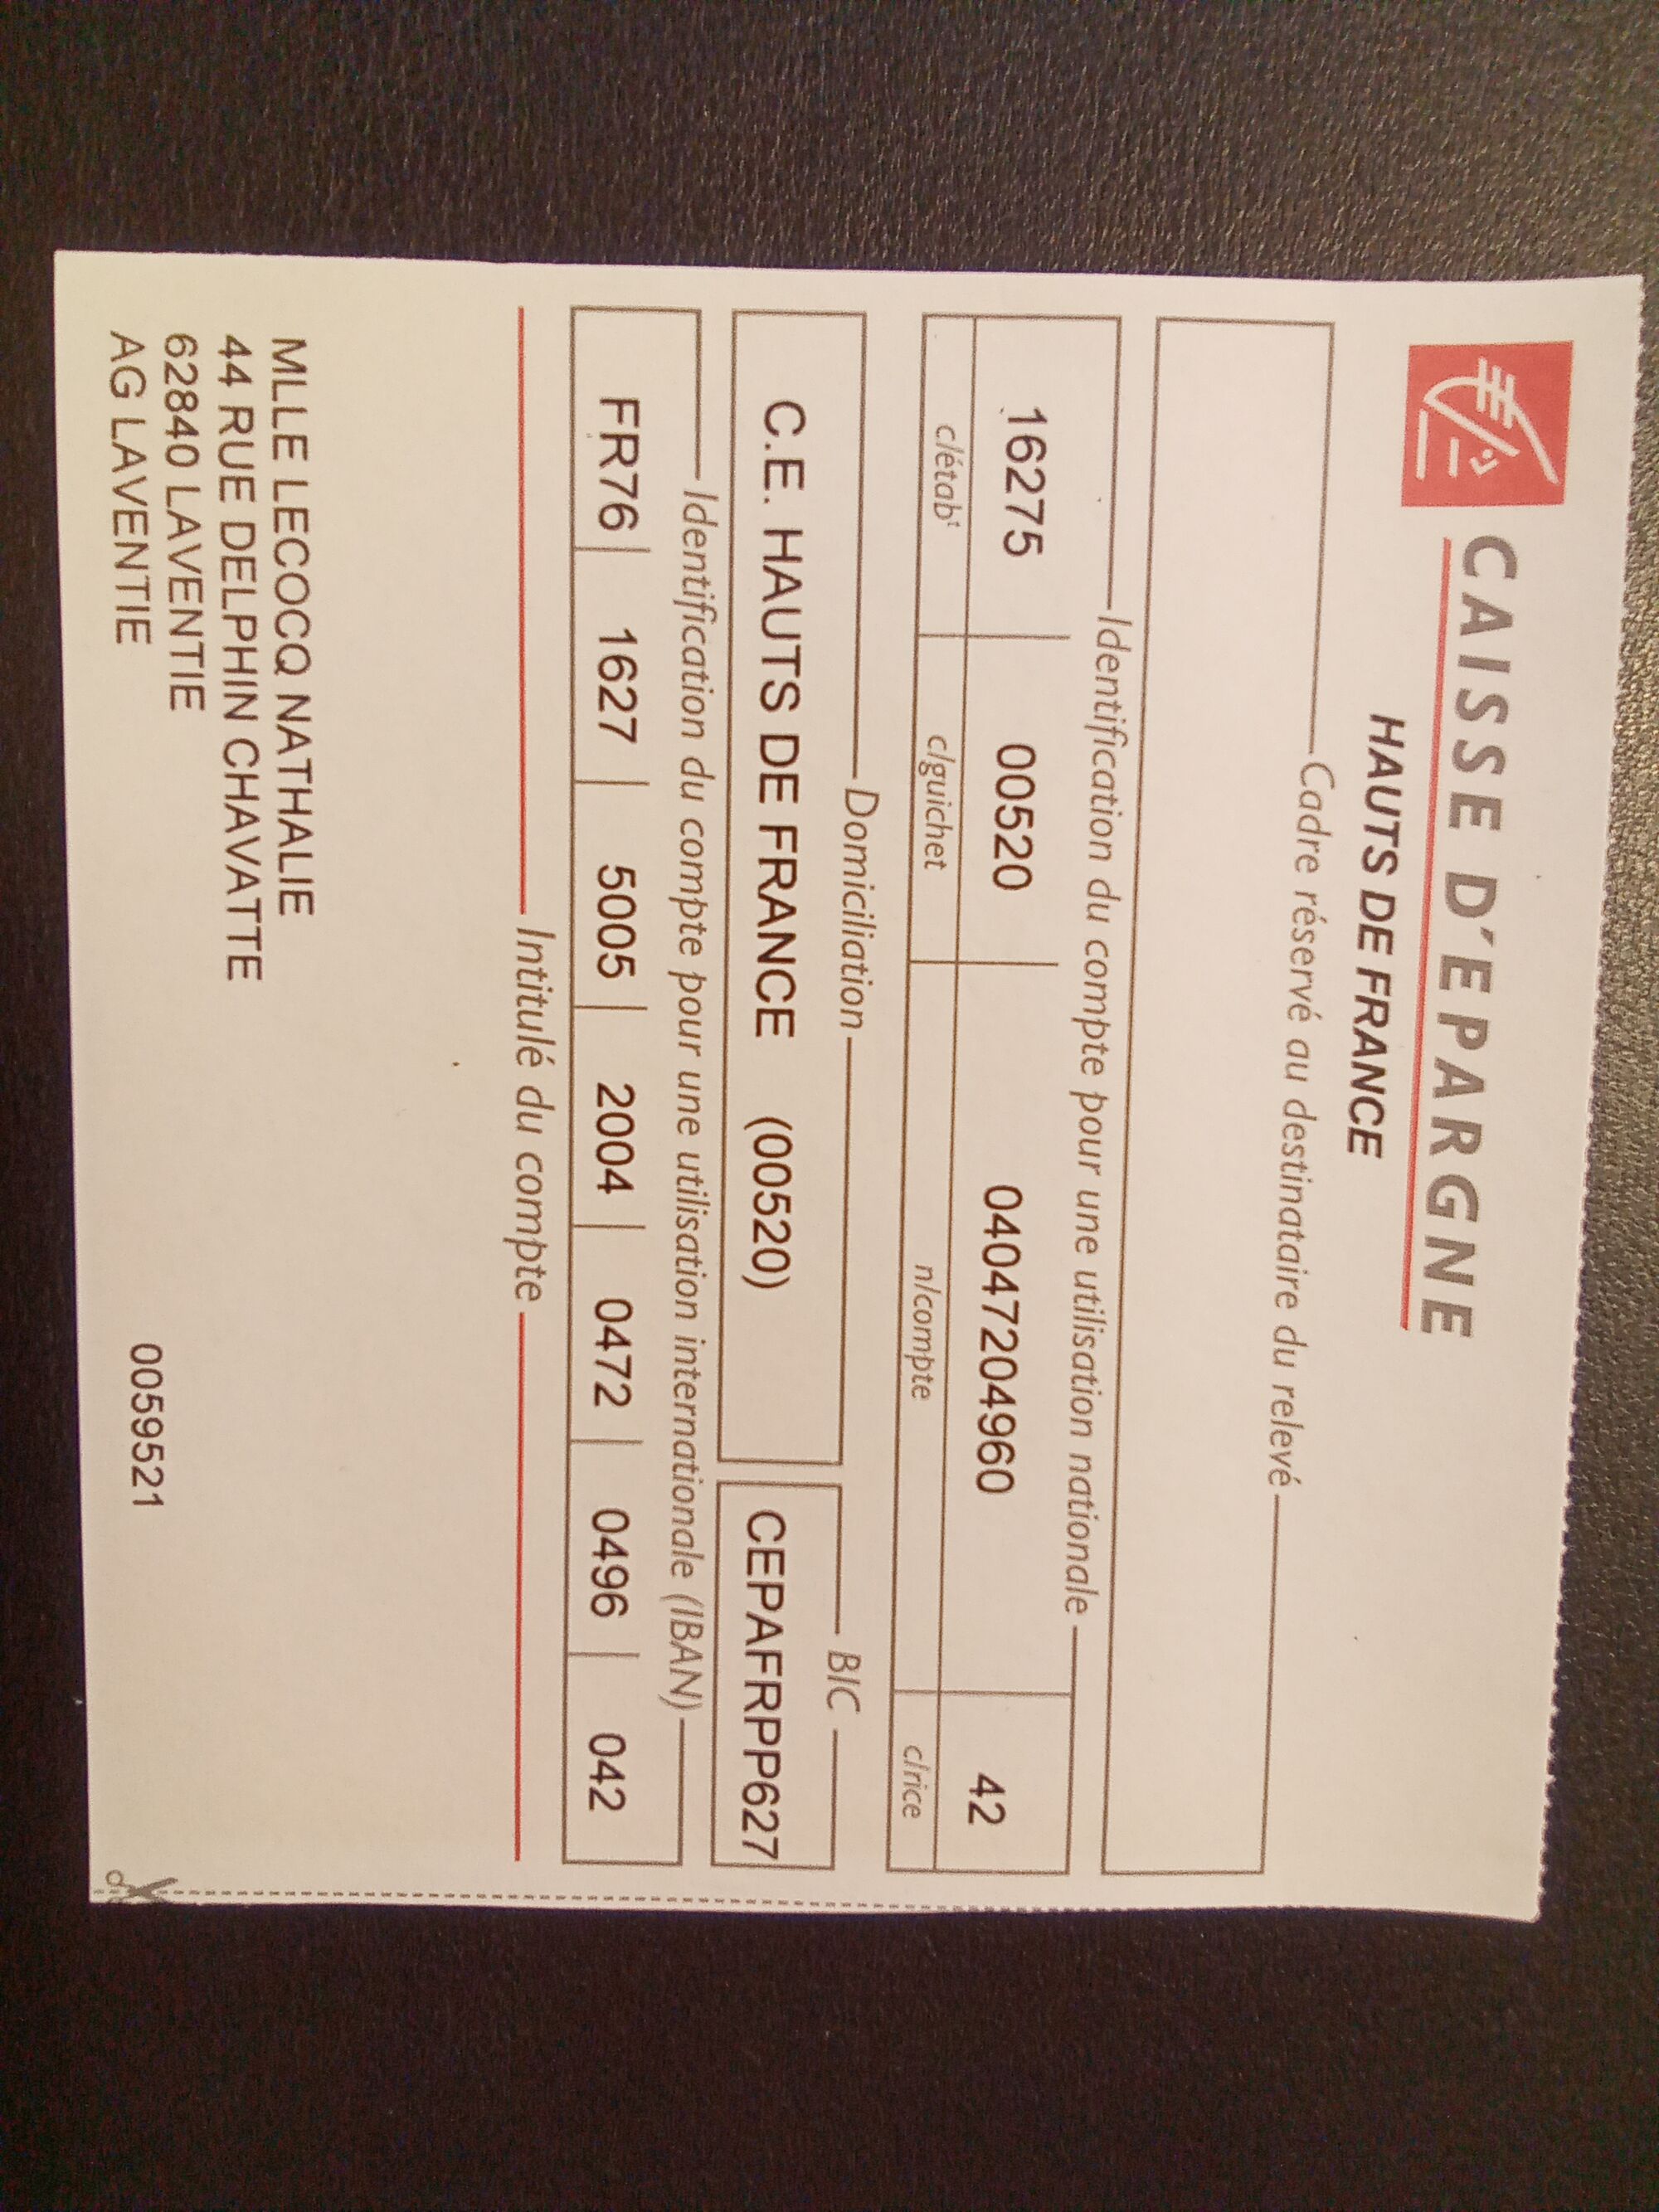 CAISSE D'EPARGNE
HAUTS DE FRANCE
Cadre réservé au destinataire du relevé
Identification du compte pour une utilisation nationale
16275 00520 04047204960 42
c/étabt c/guichet n/compte c/rice
Domiciliation BIC
C.E. HAUTS DE FRANCE (00520) CEPAFRPP627
Identification du compte pour une utilisation internationale (IBAN)
FR76 1627 5005 2004 0472 0496 042
Intitulé du compte
MLLE LECOCQ NATHALIE
44 RUE DELPHIN CHAVATTE
62840 LAVENTIE
AG LAVENTIE 0059521